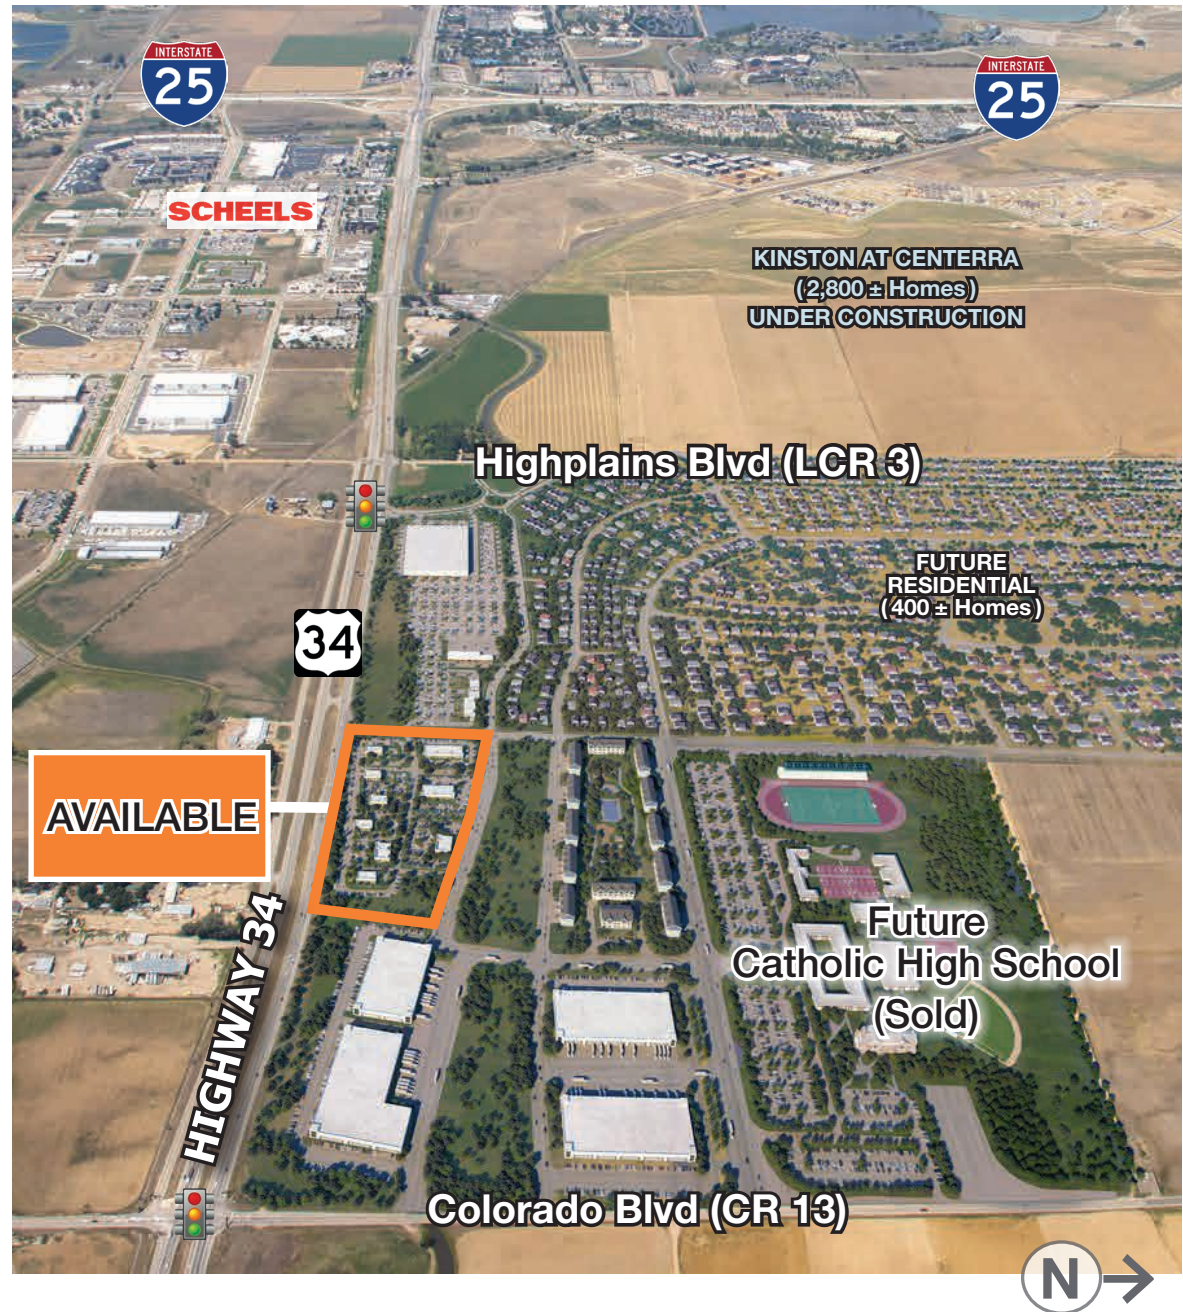 INTERSTATE
25
INTERSTATE
25
SCHEELS
KINSTON AT CENTERRA
(2,800 ± Homes)
UNDER CONSTRUCTION
Highplains Blvd (LCR 3)
FUTURE
RESIDENTIAL
(400 ± Homes)
34
AVAILABLE
HIGHWAY 34
Future
Catholic High School
(Sold)
Colorado Blvd (CR 13)
N